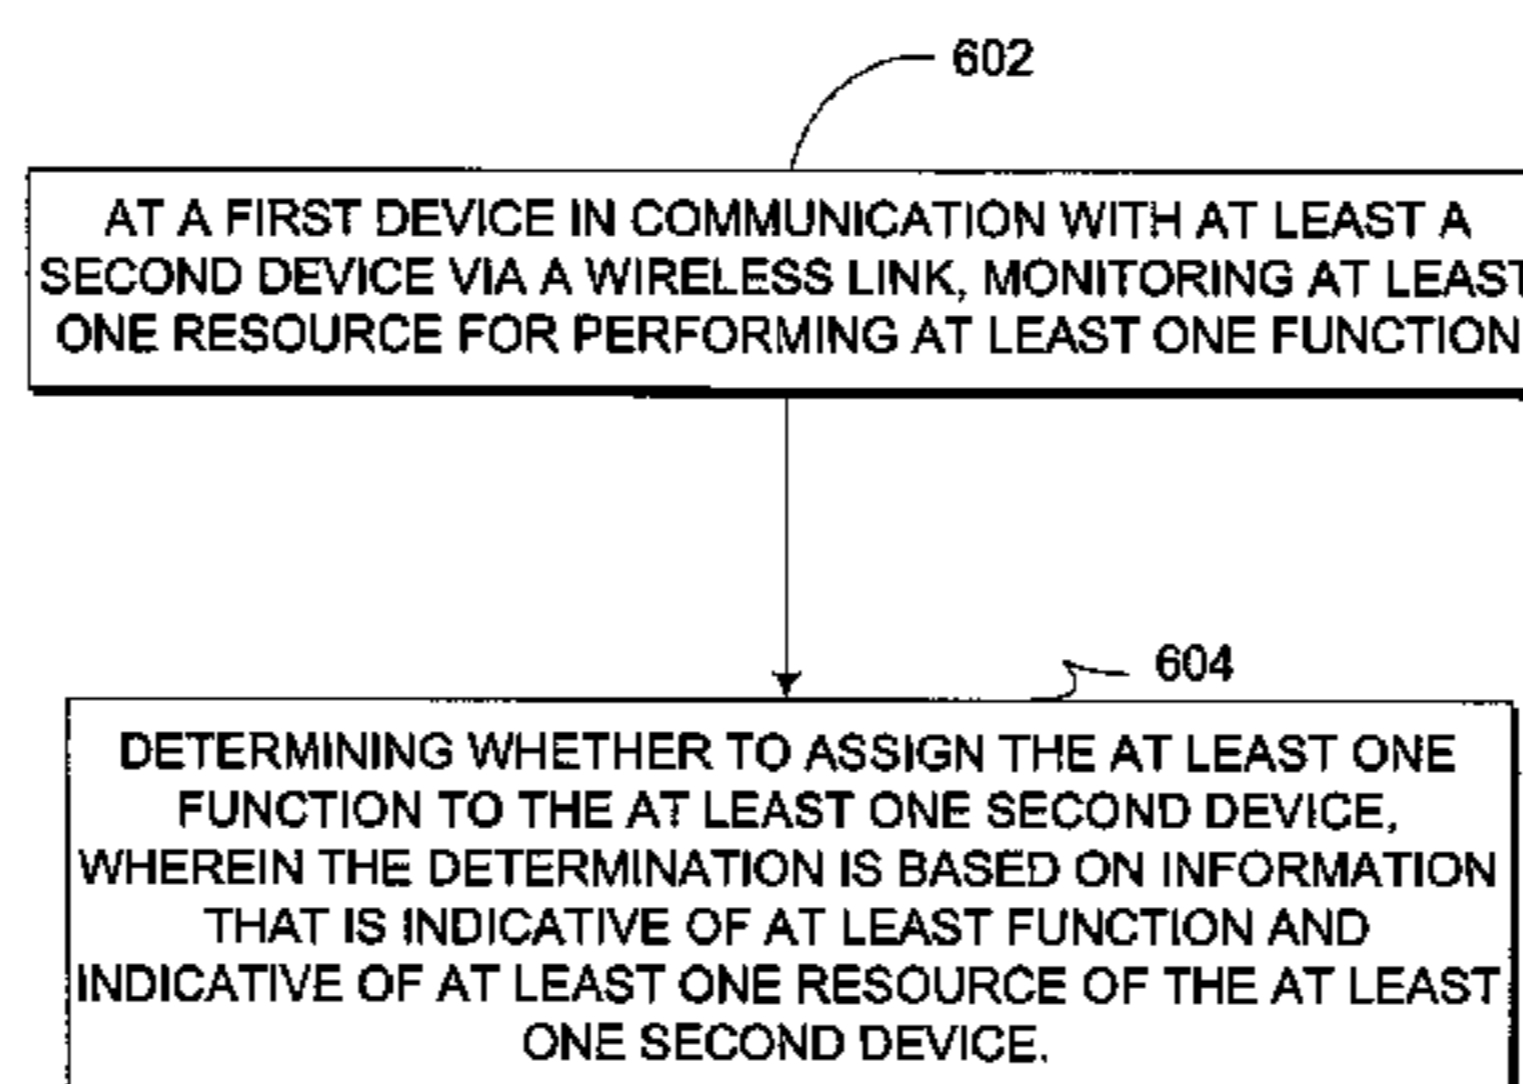 602
AT A FIRST DEVICE IN COMMUNICATION WITH AT LEAST A
SECOND DEVICE VIA A WIRELESS LINK, MONITORING AT LEAST
ONE RESOURCE FOR PERFORMING AT LEAST ONE FUNCTION
604
DETERMINING WHETHER TO ASSIGN THE AT LEAST ONE
FUNCTION TO THE AT LEAST ONE SECOND DEVICE,
WHEREIN THE DETERMINATION IS BASED ON INFORMATION
THAT IS INDICATIVE OF AT LEAST FUNCTION AND
INDICATIVE OF AT LEAST ONE RESOURCE OF THE AT LEAST
ONE SECOND DEVICE.